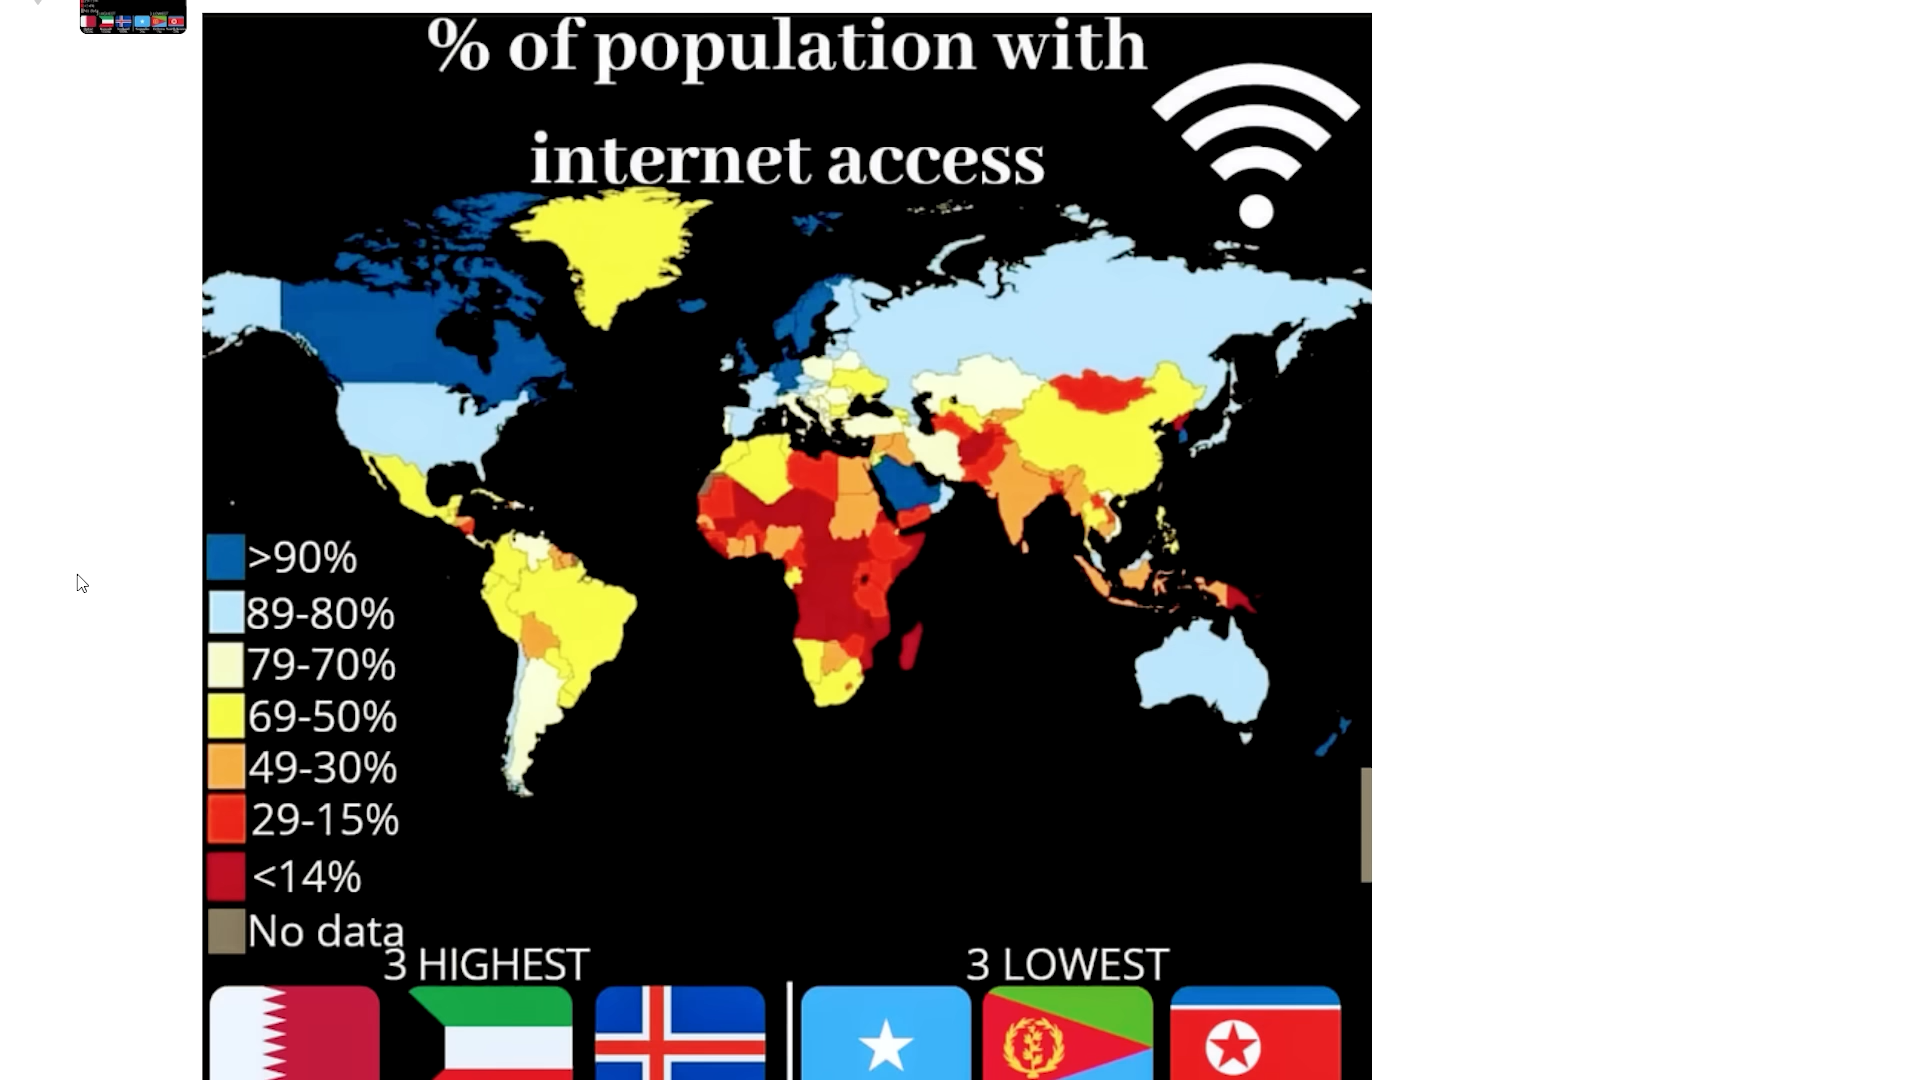 % of population with
internet access
>90%
89-80%
79-70%
69-50%
49-30%
29-15%
<14%
No data
3 HIGHEST
3 LOWEST